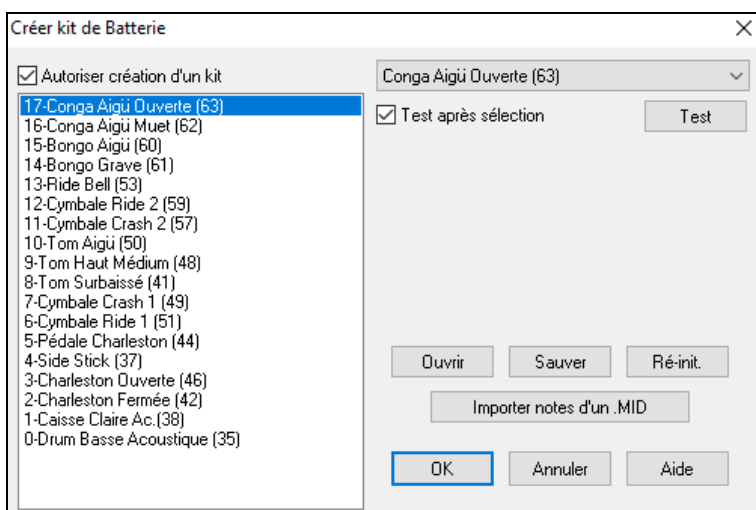 Créer kit de Batterie
Autoriser création d'un kit
17-Conga Aigü Ouverte (63)
16-Conga Aigü Muet (62)
15-Bongo Aigü (60)
14-Bongo Grave (61)
13-Ride Bell (53)
12-Cymbale Ride 2 (59)
11-Cymbale Crash 2 (57)
10-Tom Aigü (50)
9-Tom Haut Médium (48)
8-Tom Surbaissé (41)
7-Cymbale Crash 1 (49)
6-Cymbale Ride 1 (51)
5-Pédale Charleston (44)
4-Side Stick (37)
3-Charleston Ouverte (46)
2-Charleston Fermée (42)
1-Caisse Claire Ac.(38)
0-Drum Basse Acoustique (35)
Conga Aigü Ouverte (63)
Test après sélection
Test
Ouvrir
Sauver
Ré-init.
Importer notes d'un .MID
OK
Annuler
Aide